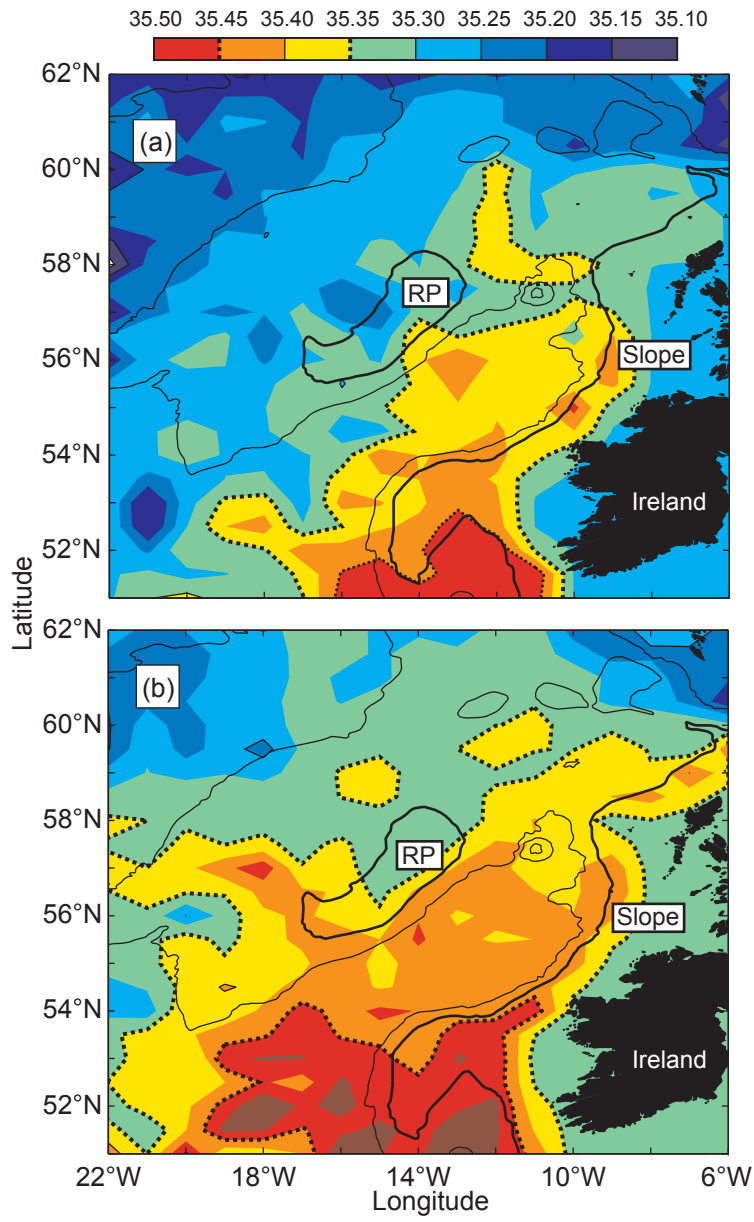 35.50 35.45 35.40 35.35 35.30 35.25 35.20 35.15 35.10
62°N
(a)
60°N
58°N
RP
56°N
Slope
54°N
Ireland
52°N
Latitude
62°N
(b)
60°N
58°N
RP
56°N
Slope
54°N
Ireland
52°N
22°W 18°W 14°W 10°W 6°W
Longitude